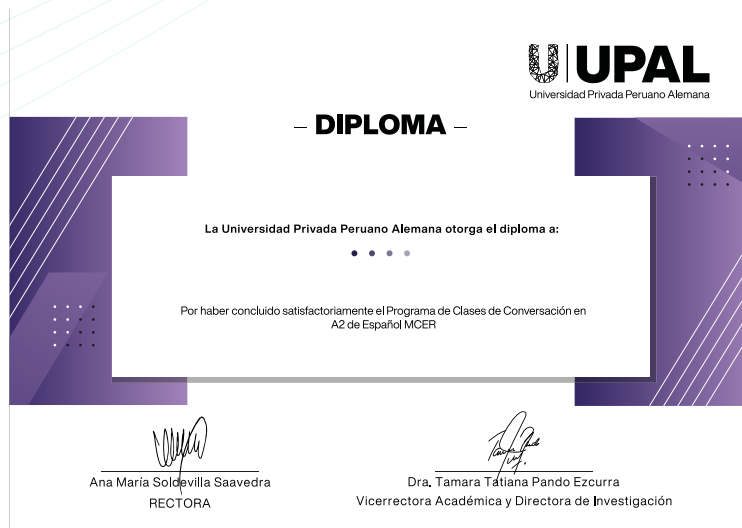 UPAL
Universidad Privada Peruano Alemana
– DIPLOMA –
La Universidad Privada Peruano Alemana otorga el diploma a:
Por haber concluido satisfactoriamente el Programa de Clases de Conversación en
A2 de Español MCER
Ana María Soldevilla Saavedra
RECTORA
Dra. Tamara Tatiana Pando Ezcurra
Vicerrectora Académica y Directora de Investigación